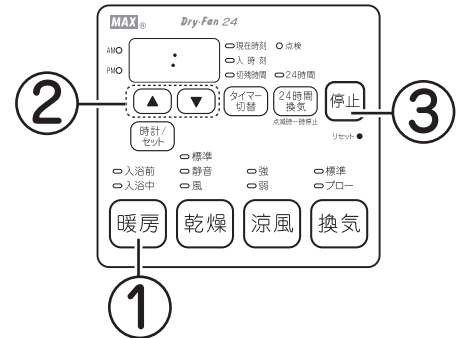 MAX® Dry-Fan 24
AM
PM
:
現在時刻 点検
入時刻
切残時間 24時間
▲ ▼
タイマー切替
24時間換気
停止
点滅時一時停止
時計/セット
リセット
標準
入浴前 静音 強 標準
入浴中 風 弱 ブロー
暖房 乾燥 涼風 換気
①
②
③